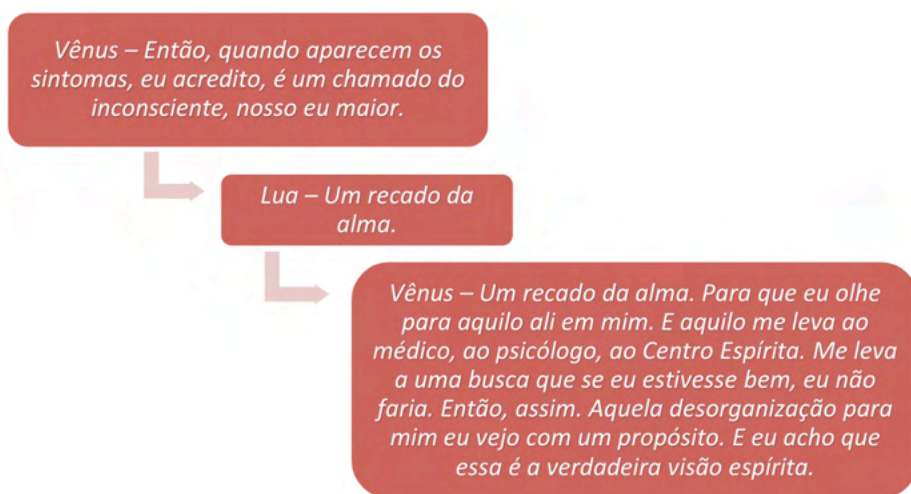 Vênus – Então, quando aparecem os
sintomas, eu acredito, é um chamado do
inconsciente, nosso eu maior.
Lua – Um recado da
alma.
Vênus – Um recado da alma. Para que eu olhe
para aquilo ali em mim. E aquilo me leva ao
médico, ao psicólogo, ao Centro Espírita. Me leva
a uma busca que se eu estivesse bem, eu não
faria. Então, assim. Aquela desorganização para
mim eu vejo com um propósito. E eu acho que
essa é a verdadeira visão espírita.